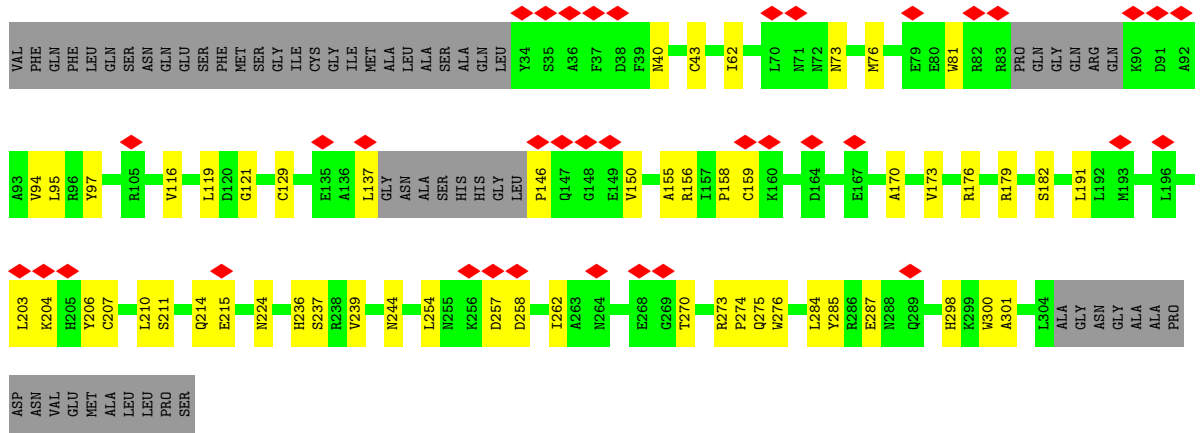 VAL PHE GLN PHE LEU GLN SER ASN GLN GLU SER PHE MET SER GLY ILE CYS GLY ILE MET ALA LEU ALA SER ALA GLN LEU Y34 S35 A36 F37 D38 F39 N40 C43 I62 L70 N71 N72 N73 M76 E79 E80 W81 R82 R83 PRO GLN GLY GLN ARG GLN K90 D91 A92
A93 V94 L95 R96 Y97 R105 V116 L119 D120 G121 C129 E135 A136 L137 GLY ASN ALA SER HIS HIS GLY LEU P146 Q147 G148 E149 V150 A155 R156 I157 P158 C159 K160 D164 E167 A170 V173 R176 R179 S182 L191 L192 M193 L196
L203 K204 H205 Y206 C207 L210 S211 Q214 E215 N224 H236 S237 R238 V239 N244 L254 N255 K256 D257 D258 I262 A263 N264 E268 G269 T270 R273 P274 Q275 W276 L284 Y285 R286 E287 N288 Q289 H298 K299 W300 A301 L304 ALA GLY ASN GLY ALA ALA PRO
ASP ASN VAL GLU MET ALA LEU LEU PRO SER